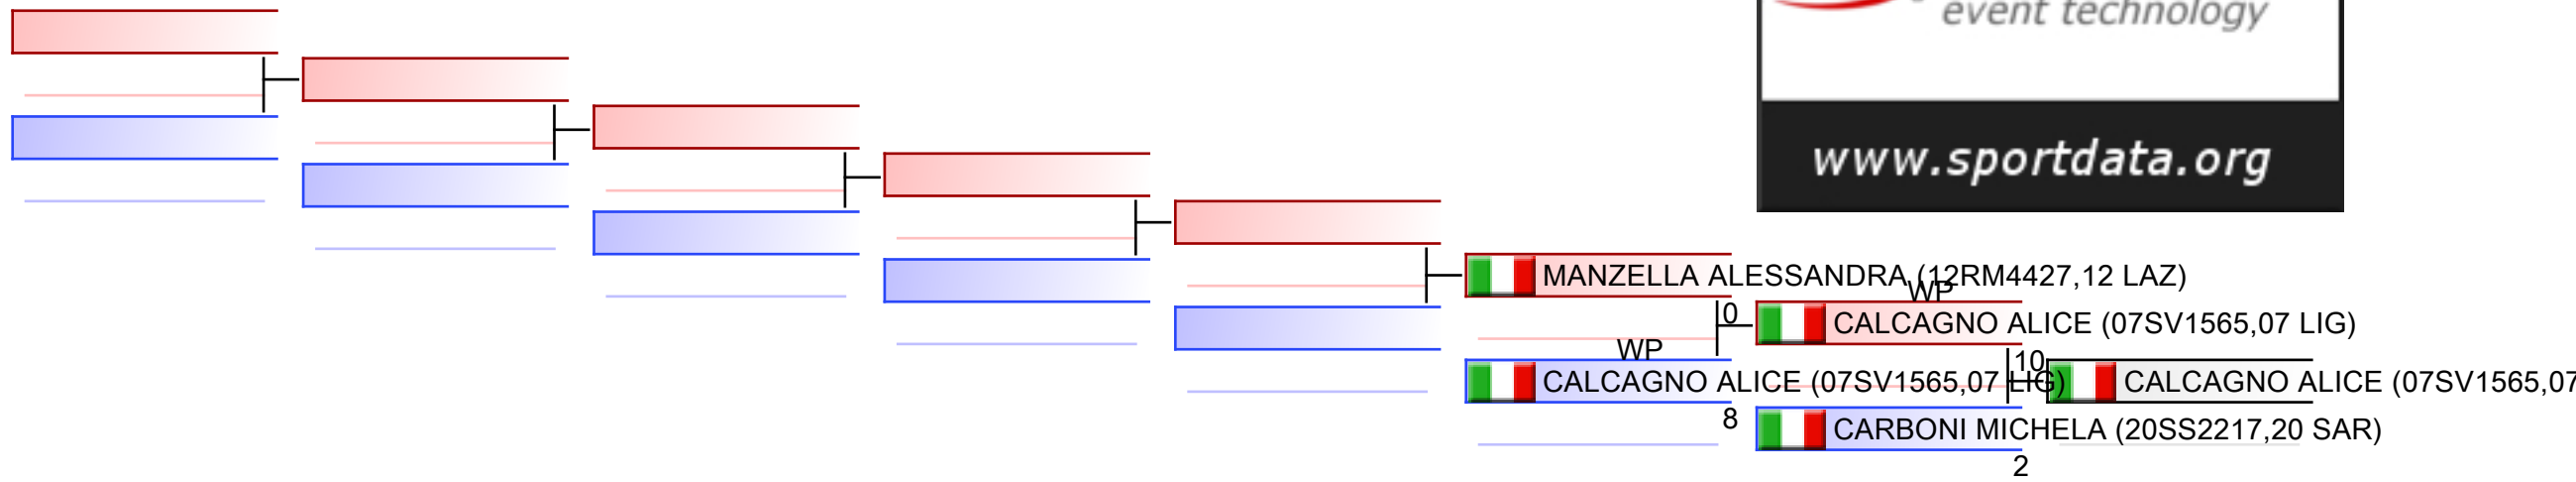 event technology
www.sportdata.org
MANZELLA ALESSANDRA (12RM4427,12 LAZ)
WP
0
CALCAGNO ALICE (07SV1565,07 LIG)
WP
10
CALCAGNO ALICE (07SV1565,07 LIG)
CALCAGNO ALICE (07SV1565,07
8
CARBONI MICHELA (20SS2217,20 SAR)
2